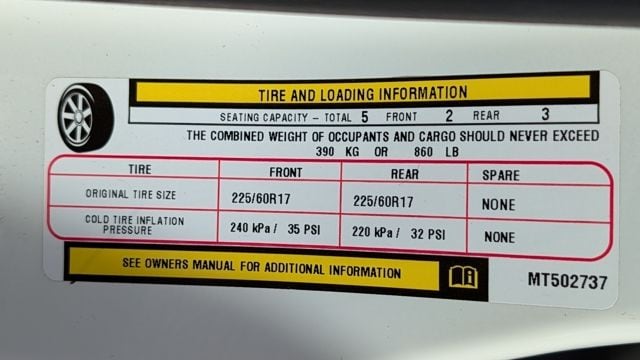 TIRE AND LOADING INFORMATION
SEATING CAPACITY – TOTAL 5 FRONT 2 REAR 3
THE COMBINED WEIGHT OF OCCUPANTS AND CARGO SHOULD NEVER EXCEED
390 KG OR 860 LB
TIRE FRONT REAR SPARE
ORIGINAL TIRE SIZE 225/60R17 225/60R17 NONE
COLD TIRE INFLATION
PRESSURE 240 kPa / 35 PSI 220 kPa / 32 PSI NONE
SEE OWNERS MANUAL FOR ADDITIONAL INFORMATION
MT502737